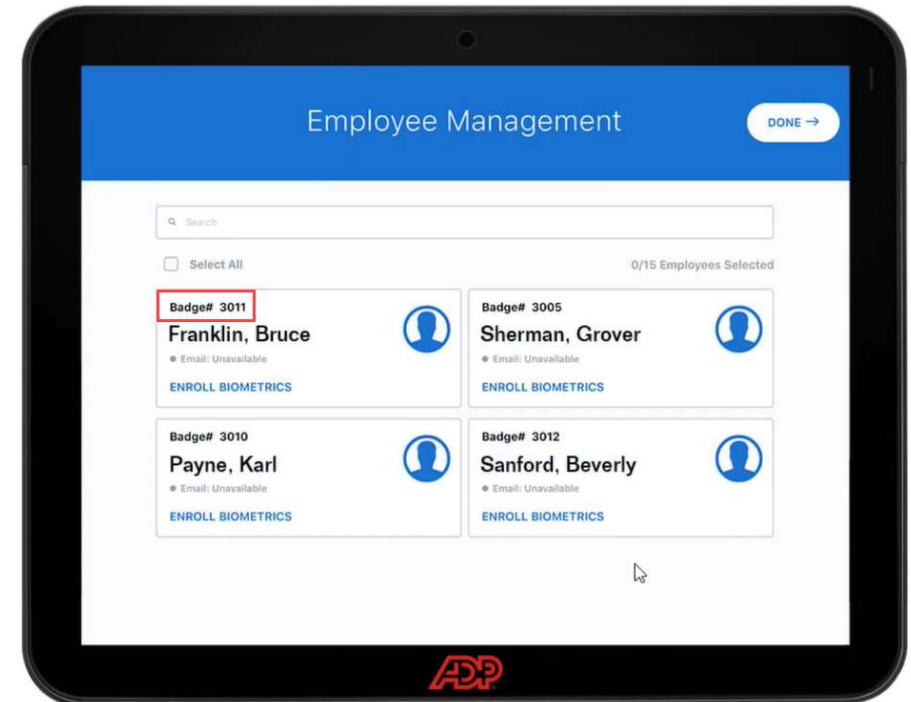 Employee Management
DONE →
Search
Select All
0/15 Employees Selected
Badge# 3011
Franklin, Bruce
Email: Unavailable
ENROLL BIOMETRICS
Badge# 3005
Sherman, Grover
Email: Unavailable
ENROLL BIOMETRICS
Badge# 3010
Payne, Karl
Email: Unavailable
ENROLL BIOMETRICS
Badge# 3012
Sanford, Beverly
Email: Unavailable
ENROLL BIOMETRICS
ADP